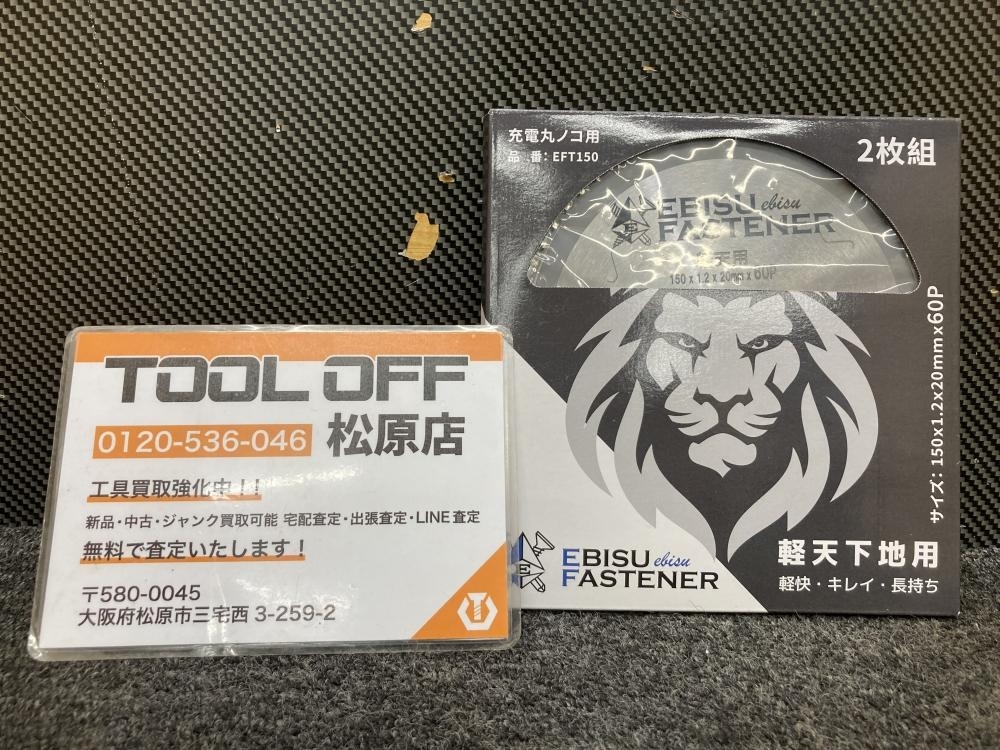 TOOL OFF
0120-536-046 松原店
工具買取強化中!!
新品・中古・ジャンク買取可能 宅配査定・出張査定・LINE査定
無料で査定いたします!
〒580-0045
大阪府松原市三宅西 3-259-2
充電丸ノコ用
品 番:EFT150
2枚組
EBISU ebisu
FASTENER
天用
150 x 1.2 x 20mm x 60P
サイズ:150x1.2x20mmx60P
EBISU ebisu
FASTENER
軽天下地用
軽快・キレイ・長持ち